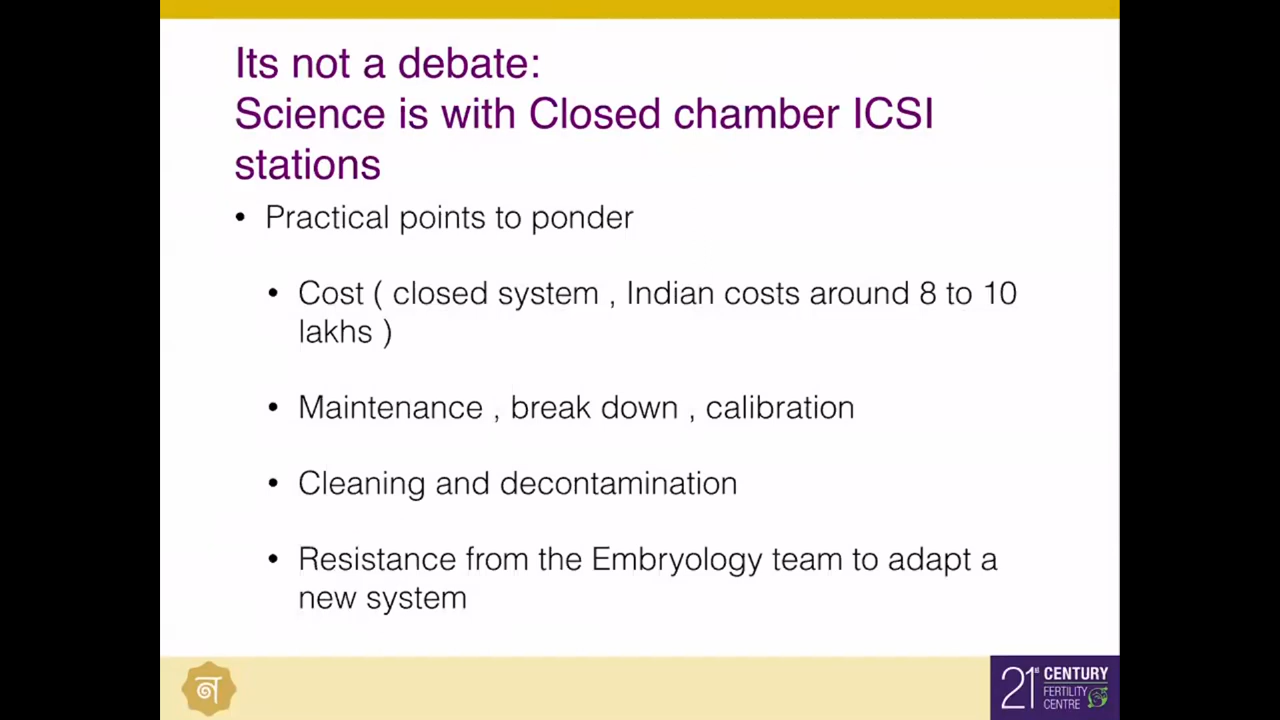 Its not a debate:
Science is with Closed chamber ICSI
stations
• Practical points to ponder
• Cost ( closed system , Indian costs around 8 to 10
lakhs )
• Maintenance , break down , calibration
• Cleaning and decontamination
• Resistance from the Embryology team to adapt a
new system
21st CENTURY
FERTILITY
CENTRE